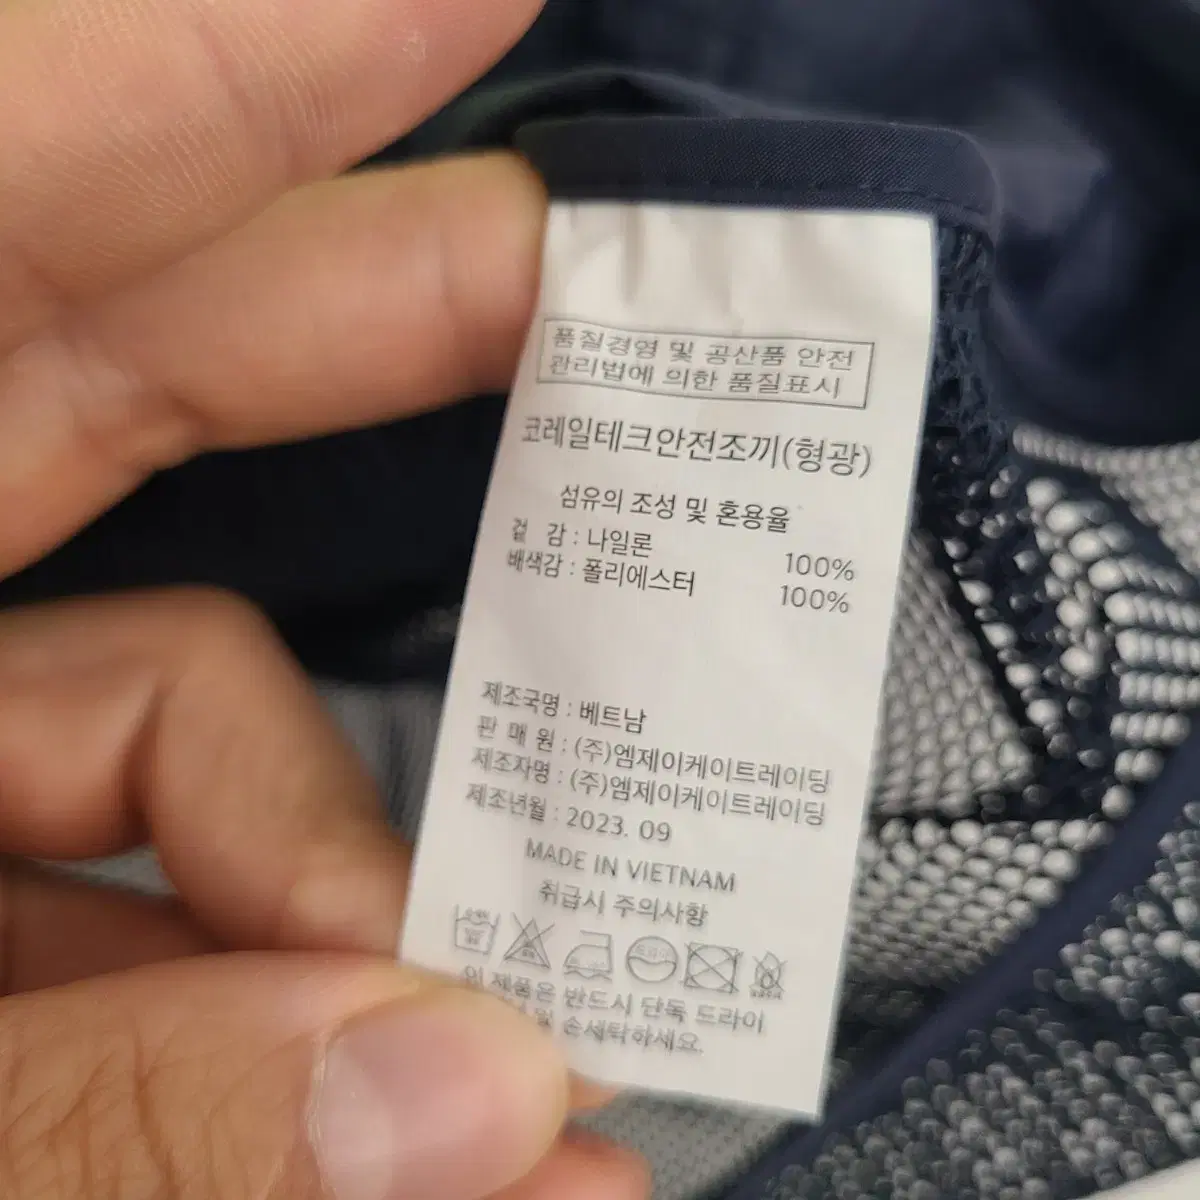 품질경영 및 공산품 안전
관리법에 의한 품질표시
코레일테크안전조끼(형광)
섬유의 조성 및 혼용율
겉 감 : 나일론 100%
배색감 : 폴리에스터 100%
제조국명 : 베트남
판 매 원 : (주)엠제이케이트레이딩
제조자명 : (주)엠제이케이트레이딩
제조년월 : 2023. 09
MADE IN VIETNAM
취급시 주의사항
이 제품은 반드시 단독 드라이
손세탁하세요.